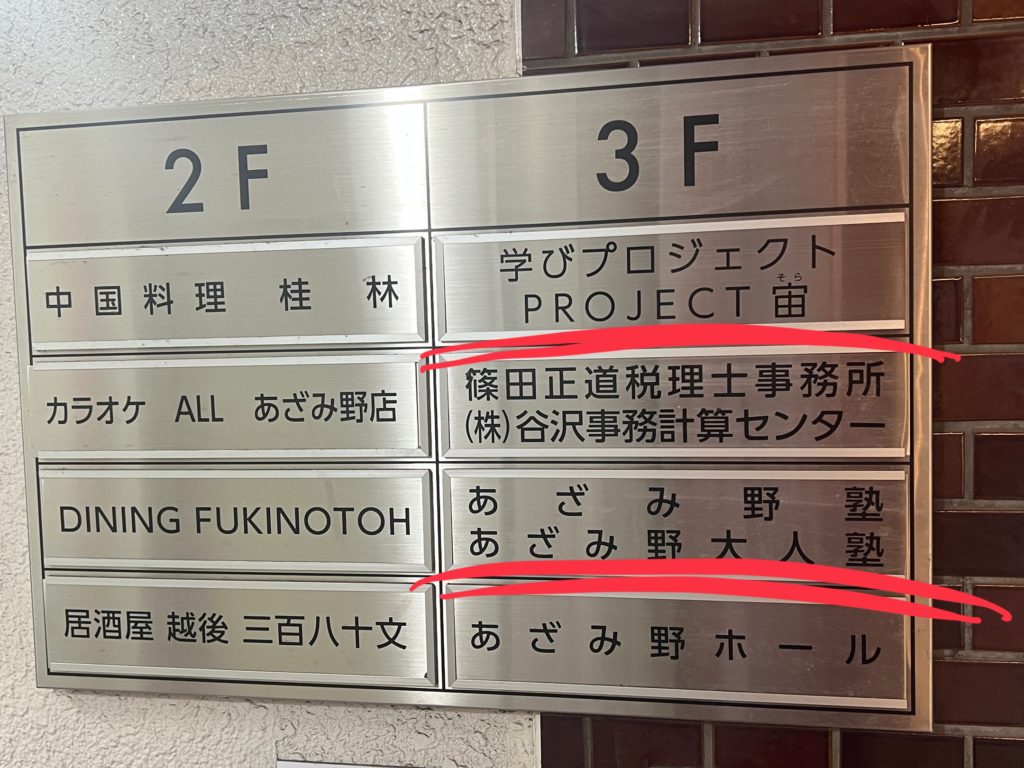 2F
中国料理 桂林
カラオケ ALL あざみ野店
DINING FUKINOTOH
居酒屋 越後 三百八十文
3F
学びプロジェクト
そら
PROJECT 宙
篠田正道税理士事務所
(株)谷沢事務計算センター
あざみ野塾
あざみ野大人塾
あざみ野ホール